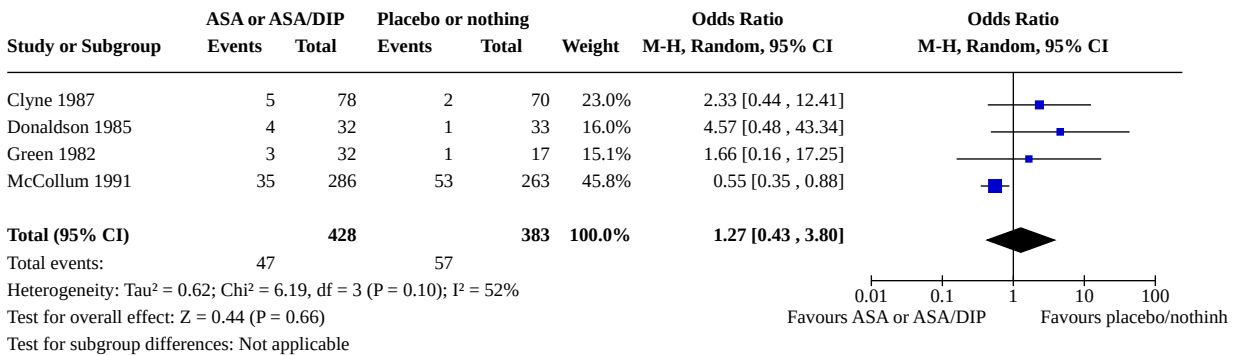 ASA or ASA/DIP Placebo or nothing Odds Ratio Odds Ratio
Study or Subgroup Events Total Events Total Weight M-H, Random, 95% CI M-H, Random, 95% CI
Clyne 1987 5 78 2 70 23.0% 2.33 [0.44 , 12.41]
Donaldson 1985 4 32 1 33 16.0% 4.57 [0.48 , 43.34]
Green 1982 3 32 1 17 15.1% 1.66 [0.16 , 17.25]
McCollum 1991 35 286 53 263 45.8% 0.55 [0.35 , 0.88]
Total (95% CI) 428 383 100.0% 1.27 [0.43 , 3.80]
Total events: 47 57
Heterogeneity: Tau² = 0.62; Chi² = 6.19, df = 3 (P = 0.10); I² = 52%
0.01 0.1 1 10 100
Test for overall effect: Z = 0.44 (P = 0.66) Favours ASA or ASA/DIP Favours placebo/nothinh
Test for subgroup differences: Not applicable